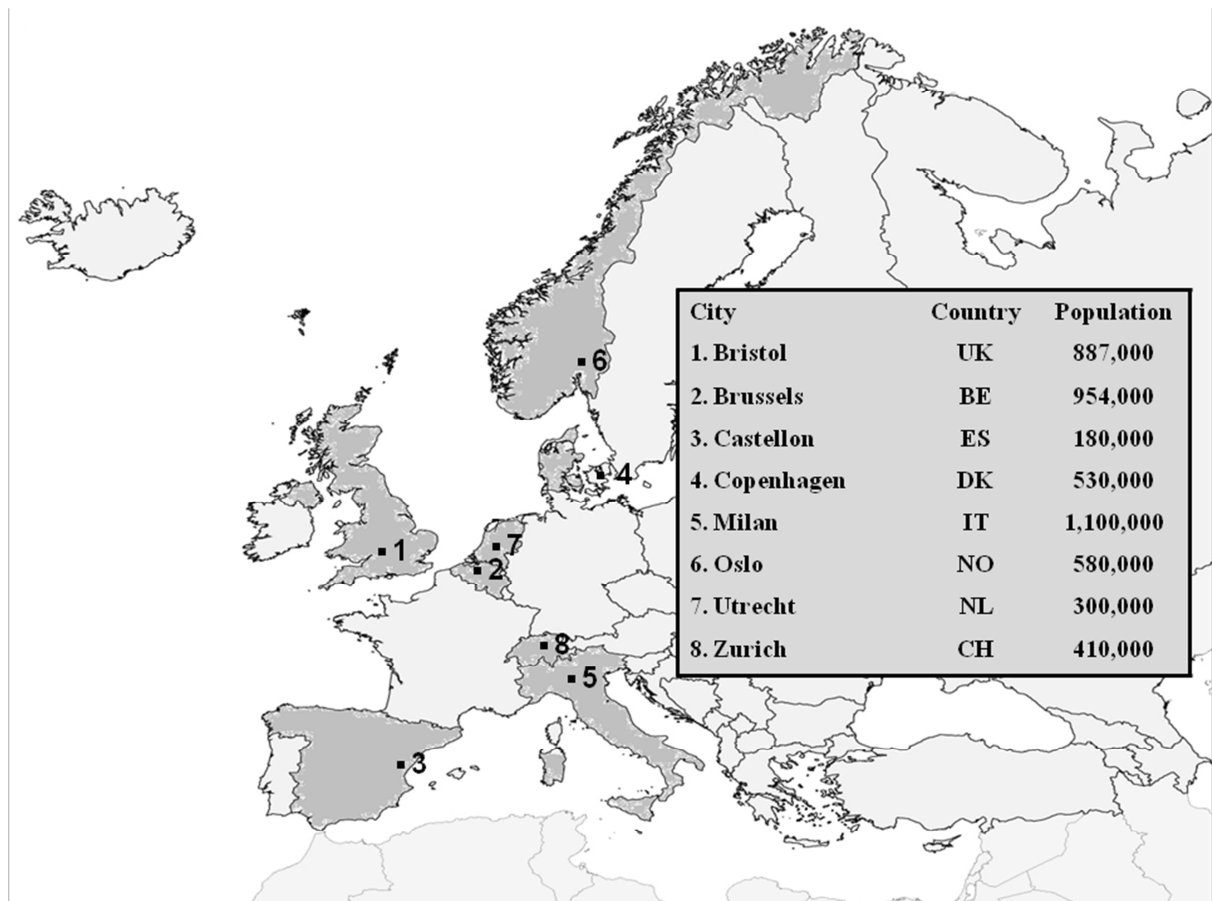 City Country Population
1. Bristol UK 887,000
2. Brussels BE 954,000
3. Castellon ES 180,000
4. Copenhagen DK 530,000
5. Milan IT 1,100,000
6. Oslo NO 580,000
7. Utrecht NL 300,000
8. Zurich CH 410,000
6
4
7
1
2
8
5
3